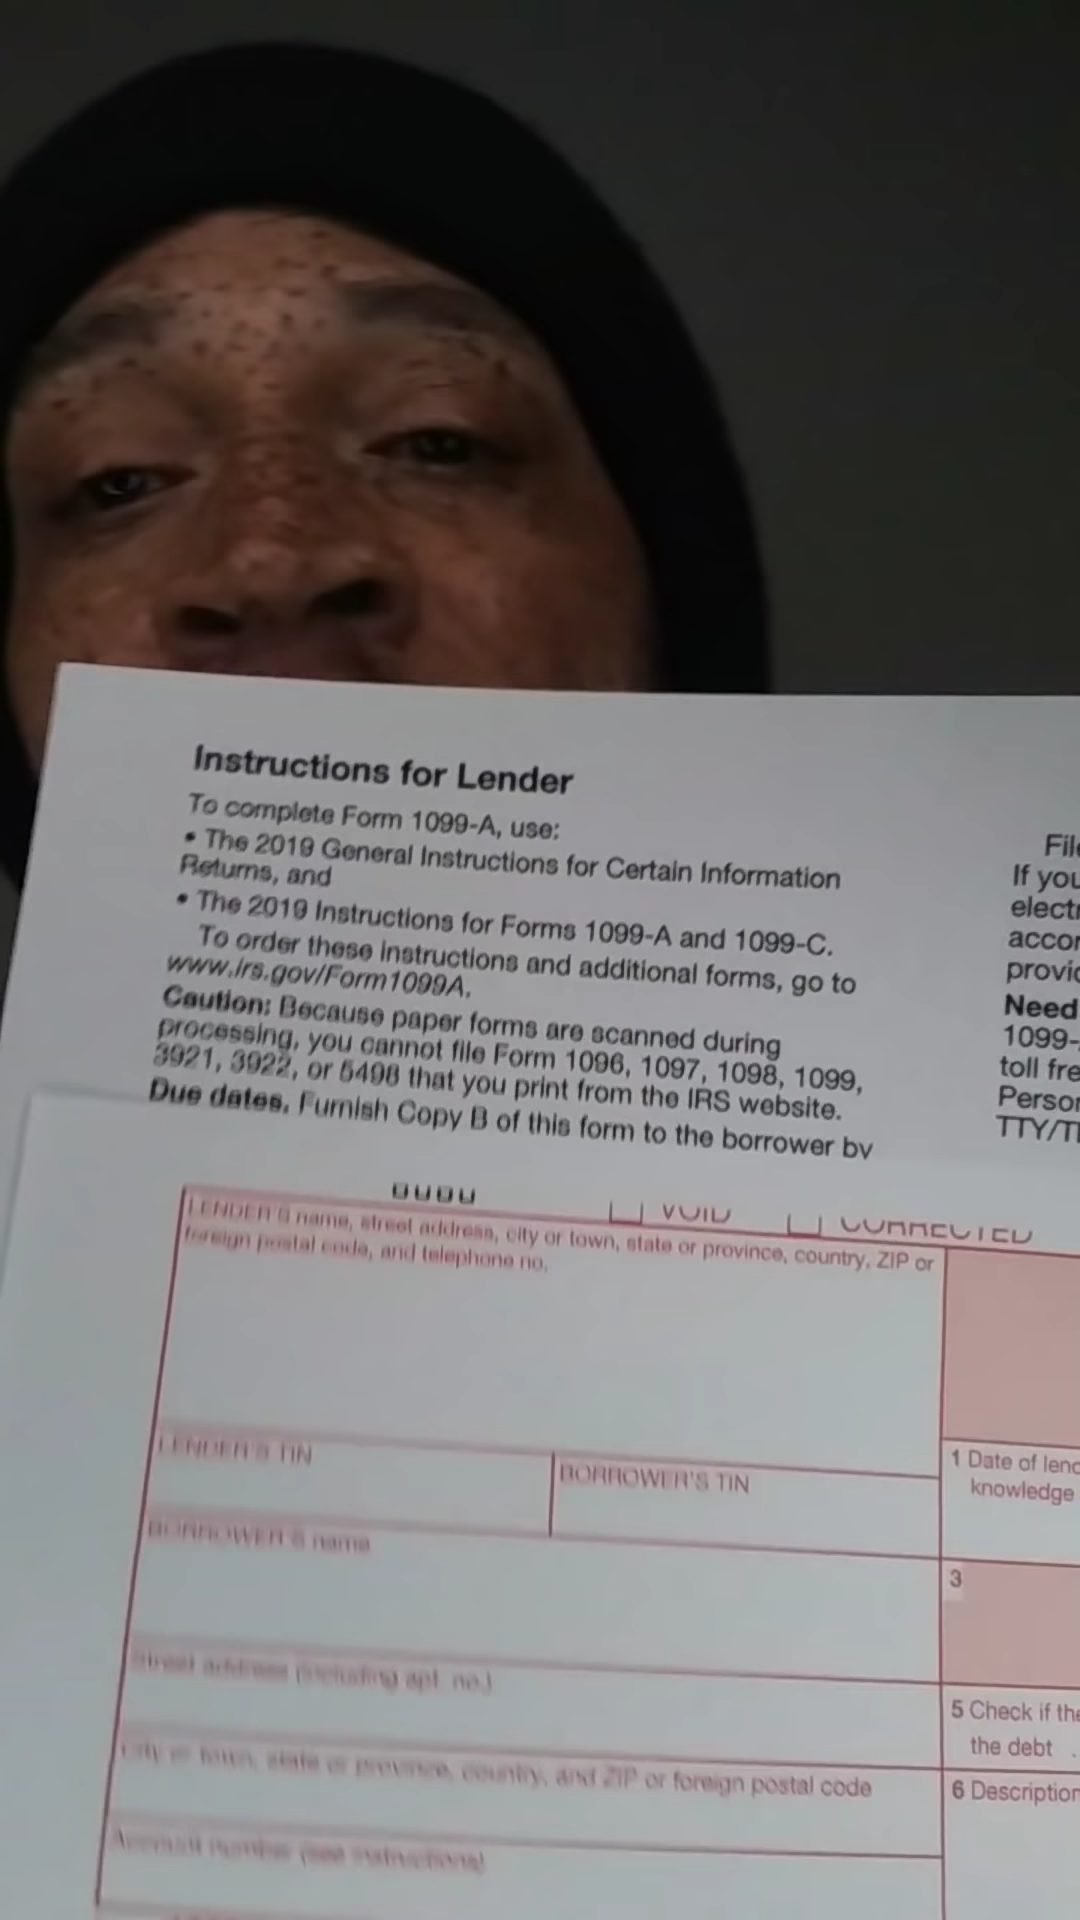 Instructions for Lender
To complete Form 1099-A, use:
• The 2019 General Instructions for Certain Information
Returns, and
• The 2019 Instructions for Forms 1099-A and 1099-C.
To order these instructions and additional forms, go to
www.irs.gov/Form1099A.
Caution: Because paper forms are scanned during
processing, you cannot file Form 1096, 1097, 1098, 1099,
3921, 3922, or 5498 that you print from the IRS website.
Due dates. Furnish Copy B of this form to the borrower by
File
If you
electr
accor
provid
Need
1099-
toll fre
Person
TTY/T
VOID CORRECTED
LENDER'S name, street address, city or town, state or province, country, ZIP or
foreign postal code, and telephone no.
LENDER'S TIN
BORROWER'S TIN
BORROWER'S name
Street address (including apt. no.)
City or town, state or province, country, and ZIP or foreign postal code
Account number (see instructions)
1 Date of lend
knowledge
3
5 Check if the
the debt .
6 Description